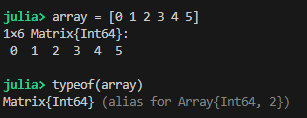 julia> array = [0 1 2 3 4 5]
1×6 Matrix{Int64}:
 0  1  2  3  4  5

julia> typeof(array)
Matrix{Int64} (alias for Array{Int64, 2})